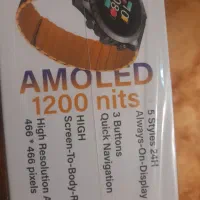 AMOLED
1200 nits
5 Styles 24H
Always-On-Display
3 Buttons
Quick Navigation
HIGH
Screen-To-Body-
High Resolution
466 * 466 pixels